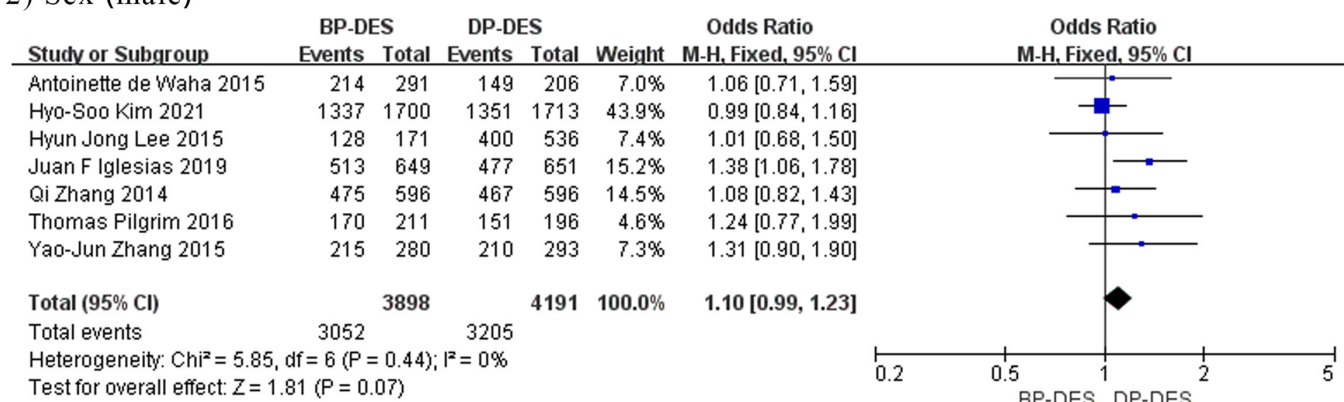 2) Sex (male)
BP-DES DP-DES Odds Ratio Odds Ratio
Study or Subgroup Events Total Events Total Weight M-H, Fixed, 95% CI M-H, Fixed, 95% CI
Antoinette de Waha 2015 214 291 149 206 7.0% 1.06 [0.71, 1.59]
Hyo-Soo Kim 2021 1337 1700 1351 1713 43.9% 0.99 [0.84, 1.16]
Hyun Jong Lee 2015 128 171 400 536 7.4% 1.01 [0.68, 1.50]
Juan F Iglesias 2019 513 649 477 651 15.2% 1.38 [1.06, 1.78]
Qi Zhang 2014 475 596 467 596 14.5% 1.08 [0.82, 1.43]
Thomas Pilgrim 2016 170 211 151 196 4.6% 1.24 [0.77, 1.99]
Yao-Jun Zhang 2015 215 280 210 293 7.3% 1.31 [0.90, 1.90]
Total (95% CI) 3898 4191 100.0% 1.10 [0.99, 1.23]
Total events 3052 3205
Heterogeneity: Chi² = 5.85, df = 6 (P = 0.44); I² = 0%
Test for overall effect: Z = 1.81 (P = 0.07)
0.2 0.5 1 2 5
BP-DES DP-DES